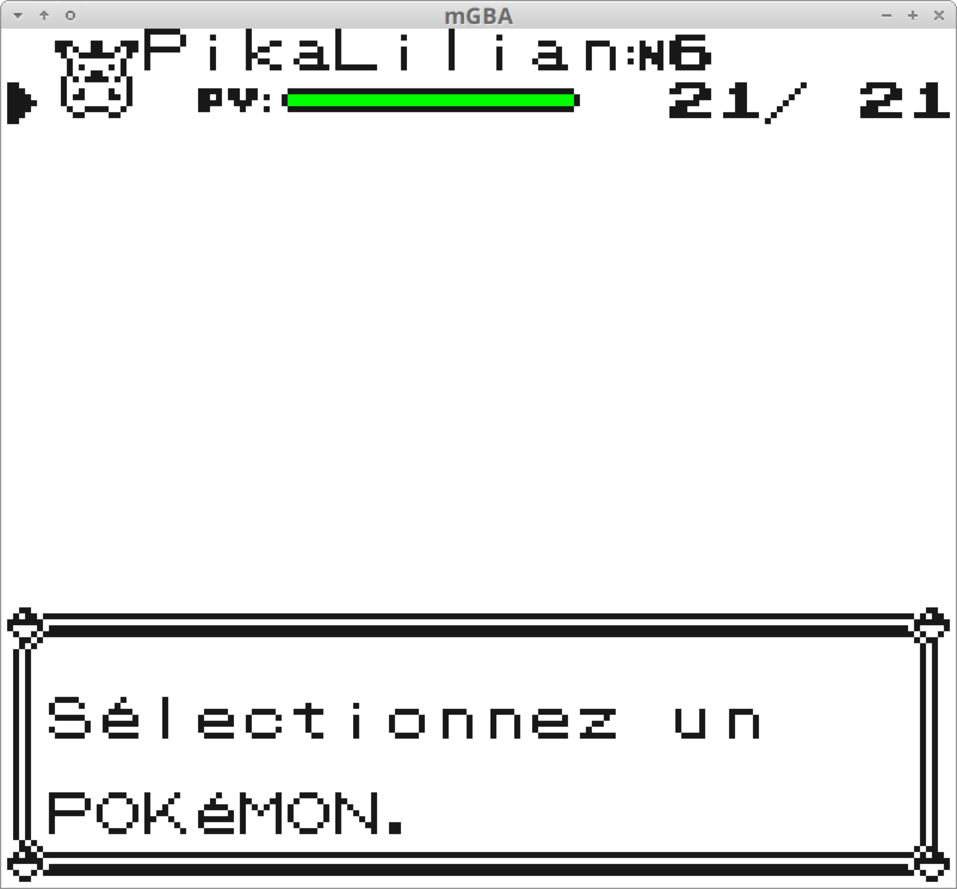 mGBA
PikaLilian:N6
PV: 21/ 21
Sélectionnez un
POKéMON.